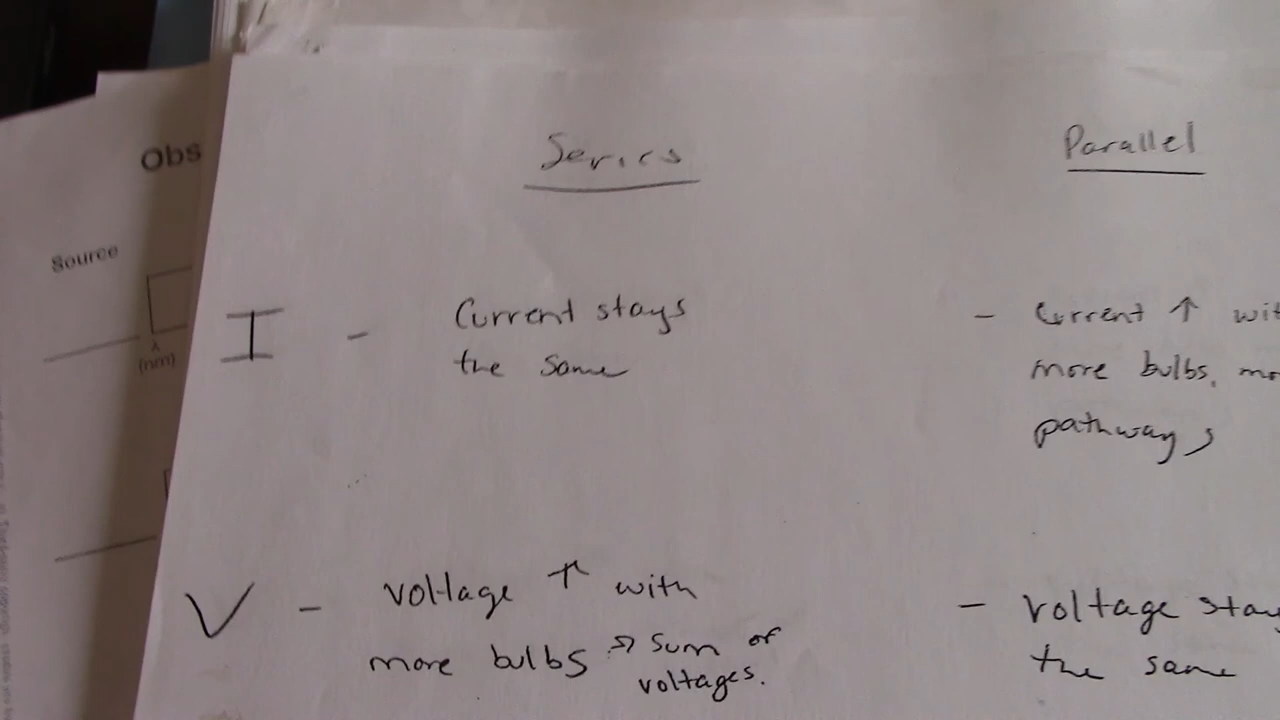 Obs
Source
λ
(nm)
Series
Parallel
I - Current stays
the same
- Current ↑ wit
more bulbs, mo
pathways
V - voltage ↑ with
more bulbs → sum of
voltages.
- voltage stay
the same